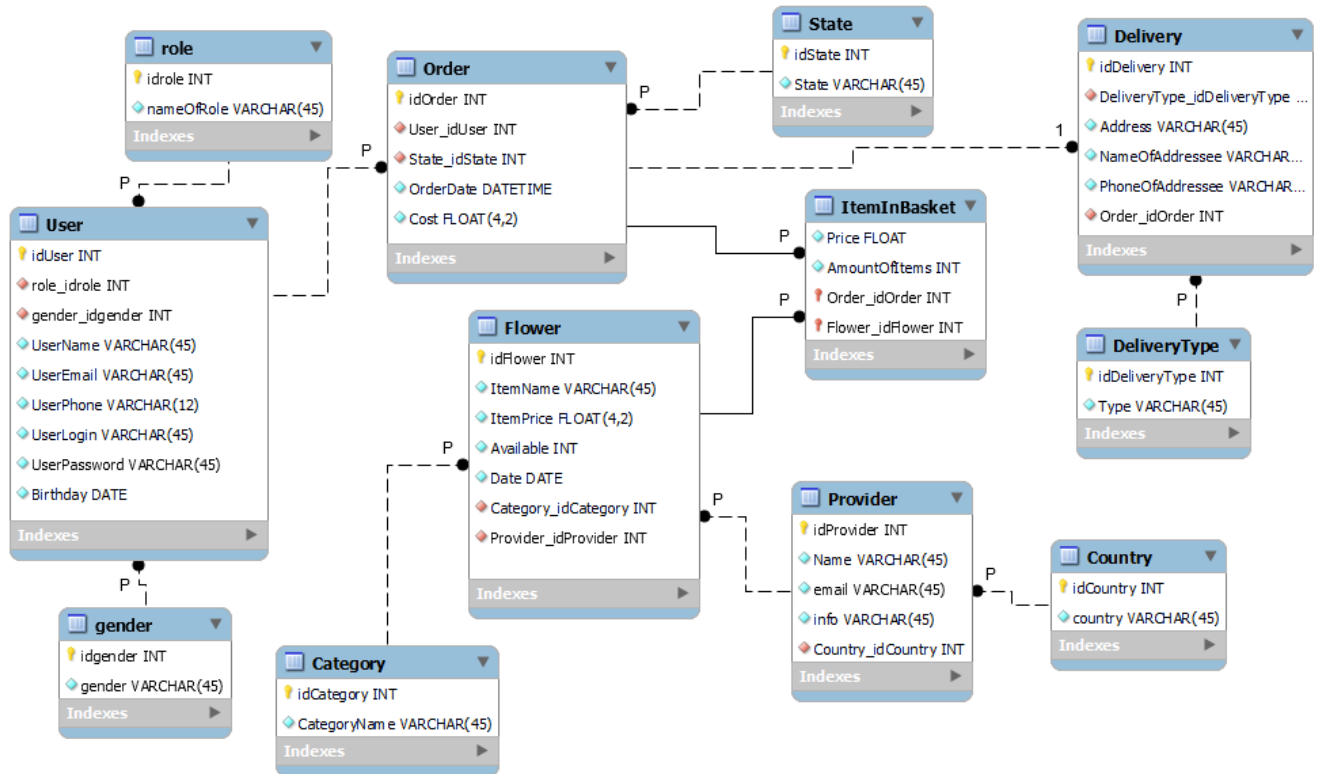 role
idrole INT
nameOfRole VARCHAR(45)
Indexes
P
User
idUser INT
role_idrole INT
gender_idgender INT
UserName VARCHAR(45)
UserEmail VARCHAR(45)
UserPhone VARCHAR(12)
UserLogin VARCHAR(45)
UserPassword VARCHAR(45)
Birthday DATE
Indexes
P
gender
idgender INT
gender VARCHAR(45)
Indexes
P
Order
idOrder INT
User_idUser INT
State_idState INT
OrderDate DATETIME
Cost FLOAT(4,2)
Indexes
P
State
idState INT
State VARCHAR(45)
Indexes
1
Delivery
idDelivery INT
DeliveryType_idDeliveryType ...
Address VARCHAR(45)
NameOfAddressee VARCHAR...
PhoneOfAddressee VARCHAR...
Order_idOrder INT
Indexes
P
DeliveryType
idDeliveryType INT
Type VARCHAR(45)
Indexes
P
P
ItemInBasket
Price FLOAT
AmountOfItems INT
Order_idOrder INT
Flower_idFlower INT
Indexes
Flower
idFlower INT
ItemName VARCHAR(45)
ItemPrice FLOAT(4,2)
Available INT
Date DATE
Category_idCategory INT
Provider_idProvider INT
Indexes
P
Category
idCategory INT
CategoryName VARCHAR(45)
Indexes
P
Provider
idProvider INT
Name VARCHAR(45)
email VARCHAR(45)
info VARCHAR(45)
Country_idCountry INT
Indexes
P
Country
idCountry INT
country VARCHAR(45)
Indexes